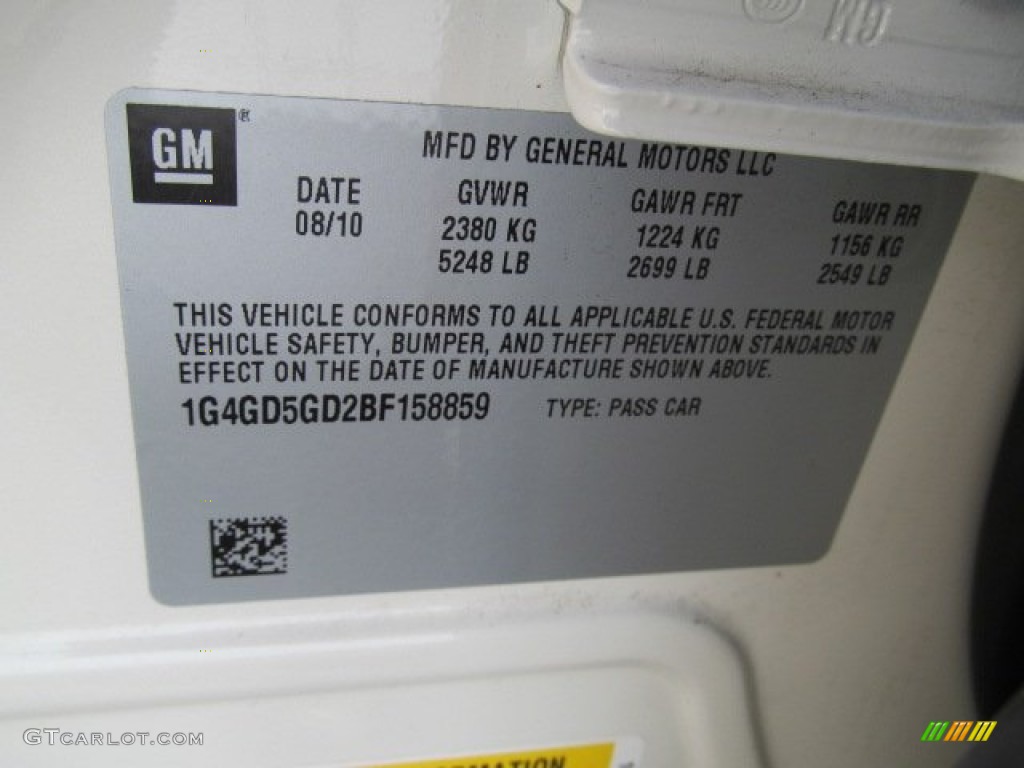 GM
GM®
MFD BY GENERAL MOTORS LLC
DATE GVWR GAWR FRT GAWR RR
08/10 2380 KG 1224 KG 1156 KG
5248 LB 2699 LB 2549 LB
THIS VEHICLE CONFORMS TO ALL APPLICABLE U.S. FEDERAL MOTOR
VEHICLE SAFETY, BUMPER, AND THEFT PREVENTION STANDARDS IN
EFFECT ON THE DATE OF MANUFACTURE SHOWN ABOVE.
1G4GD5GD2BF158859 TYPE: PASS CAR
GTCARLOT.COM